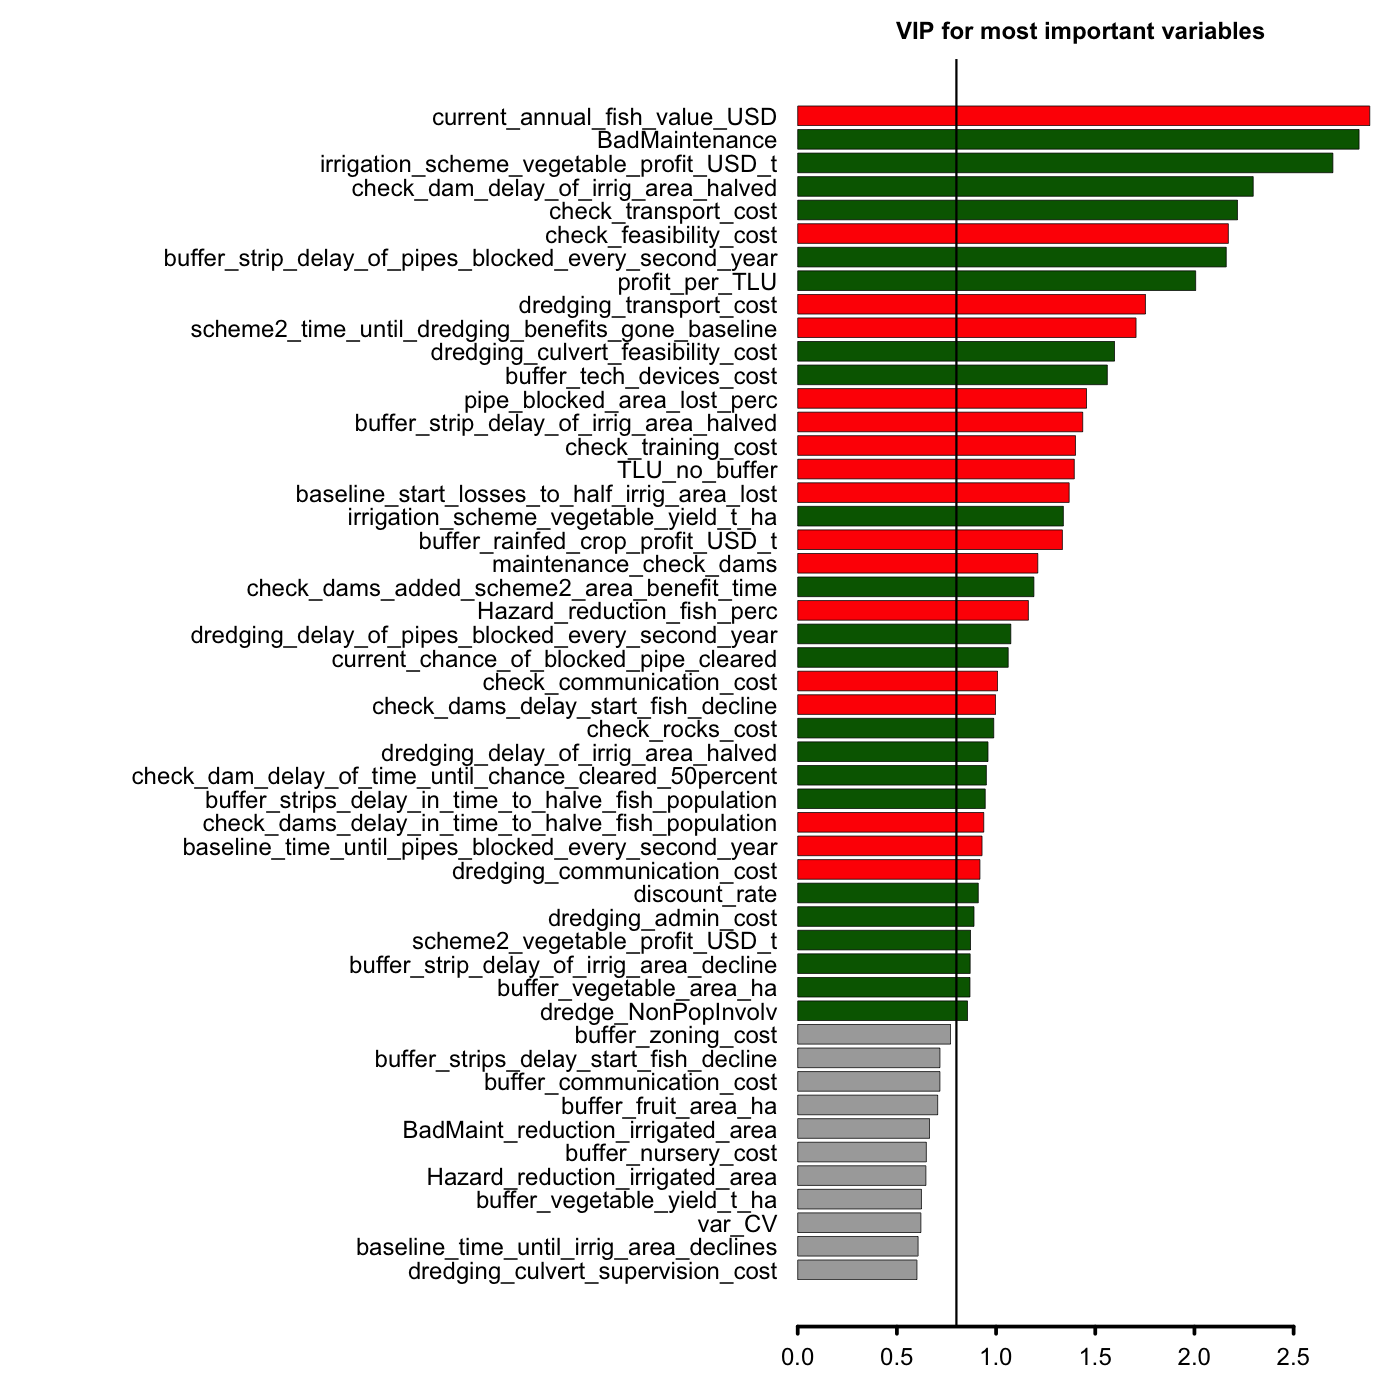 VIP for most important variables
current_annual_fish_value_USD
BadMaintenance
irrigation_scheme_vegetable_profit_USD_t
check_dam_delay_of_irrig_area_halved
check_transport_cost
check_feasibility_cost
buffer_strip_delay_of_pipes_blocked_every_second_year
profit_per_TLU
dredging_transport_cost
scheme2_time_until_dredging_benefits_gone_baseline
dredging_culvert_feasibility_cost
buffer_tech_devices_cost
pipe_blocked_area_lost_perc
buffer_strip_delay_of_irrig_area_halved
check_training_cost
TLU_no_buffer
baseline_start_losses_to_half_irrig_area_lost
irrigation_scheme_vegetable_yield_t_ha
buffer_rainfed_crop_profit_USD_t
maintenance_check_dams
check_dams_added_scheme2_area_benefit_time
Hazard_reduction_fish_perc
dredging_delay_of_pipes_blocked_every_second_year
current_chance_of_blocked_pipe_cleared
check_communication_cost
check_dams_delay_start_fish_decline
check_rocks_cost
dredging_delay_of_irrig_area_halved
check_dam_delay_of_time_until_chance_cleared_50percent
buffer_strips_delay_in_time_to_halve_fish_population
check_dams_delay_in_time_to_halve_fish_population
baseline_time_until_pipes_blocked_every_second_year
dredging_communication_cost
discount_rate
dredging_admin_cost
scheme2_vegetable_profit_USD_t
buffer_strip_delay_of_irrig_area_decline
buffer_vegetable_area_ha
dredge_NonPopInvolv
buffer_zoning_cost
buffer_strips_delay_start_fish_decline
buffer_communication_cost
buffer_fruit_area_ha
BadMaint_reduction_irrigated_area
buffer_nursery_cost
Hazard_reduction_irrigated_area
buffer_vegetable_yield_t_ha
var_CV
baseline_time_until_irrig_area_declines
dredging_culvert_supervision_cost
0.0 0.5 1.0 1.5 2.0 2.5